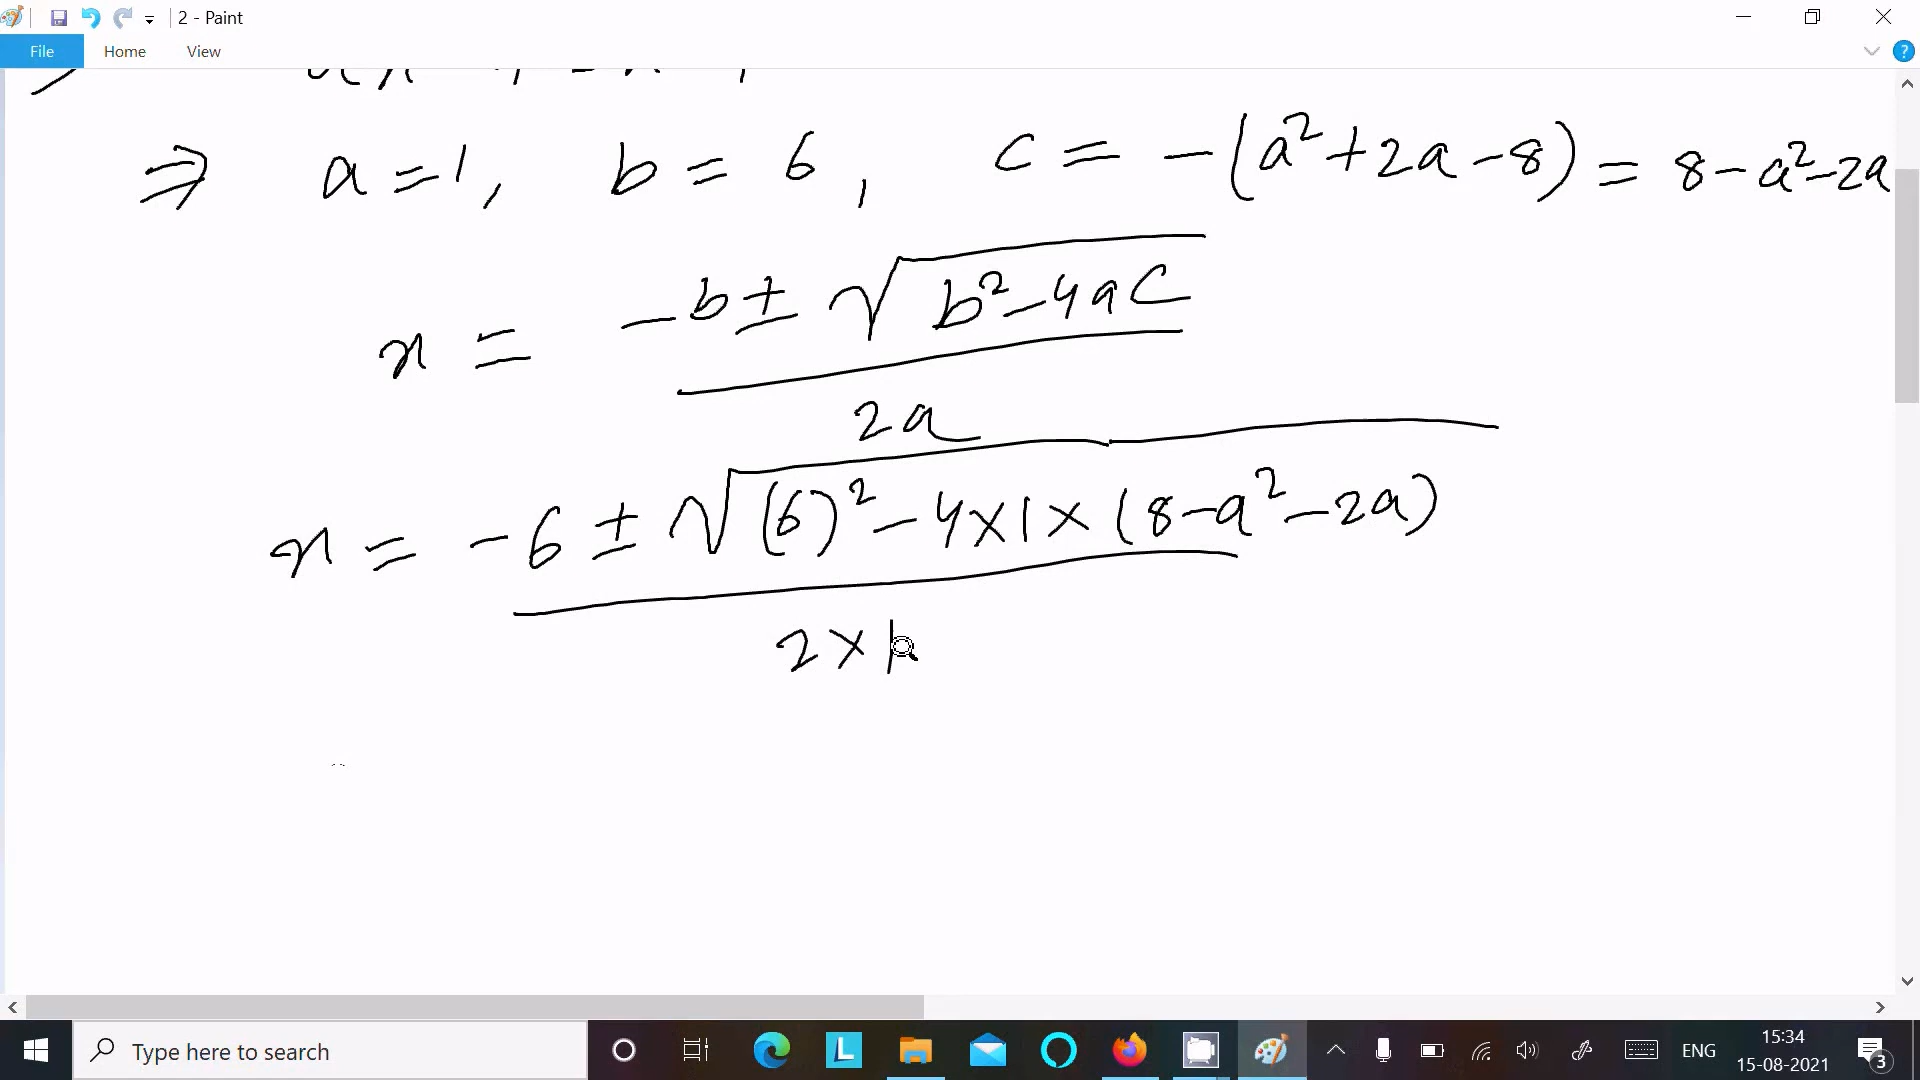 2 - Paint
File Home View
⇒ a = 1, b = 6, c = -(a² + 2a - 8) = 8 - a² - 2a
x = -b ± √(b² - 4ac)
2a
x = -6 ± √((6)² - 4 × 1 × (8 - a² - 2a))
2 × 1
Type here to search
ENG
15:34
15-08-2021
3